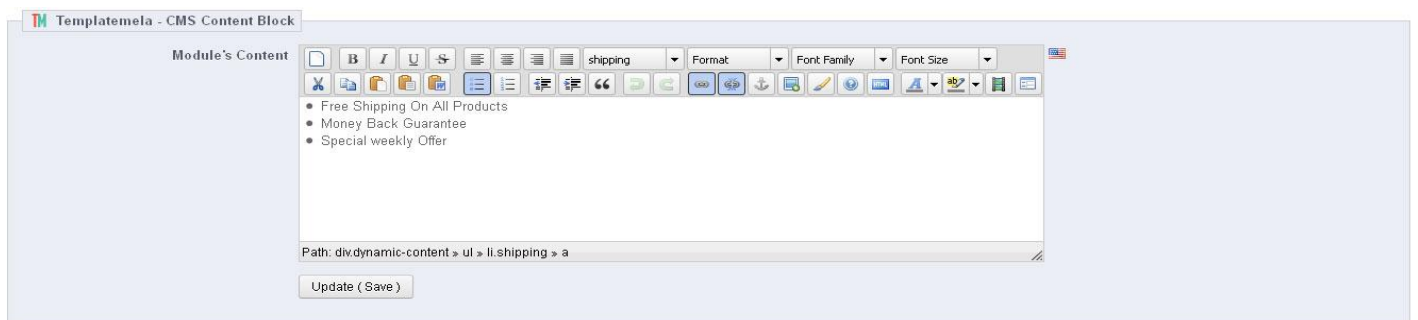 TM Templatemela - CMS Content Block
Module's Content
B I U S shipping Format Font Family Font Size
Free Shipping On All Products
Money Back Guarantee
Special weekly Offer
Path: div.dynamic-content » ul » li.shipping » a
Update ( Save )